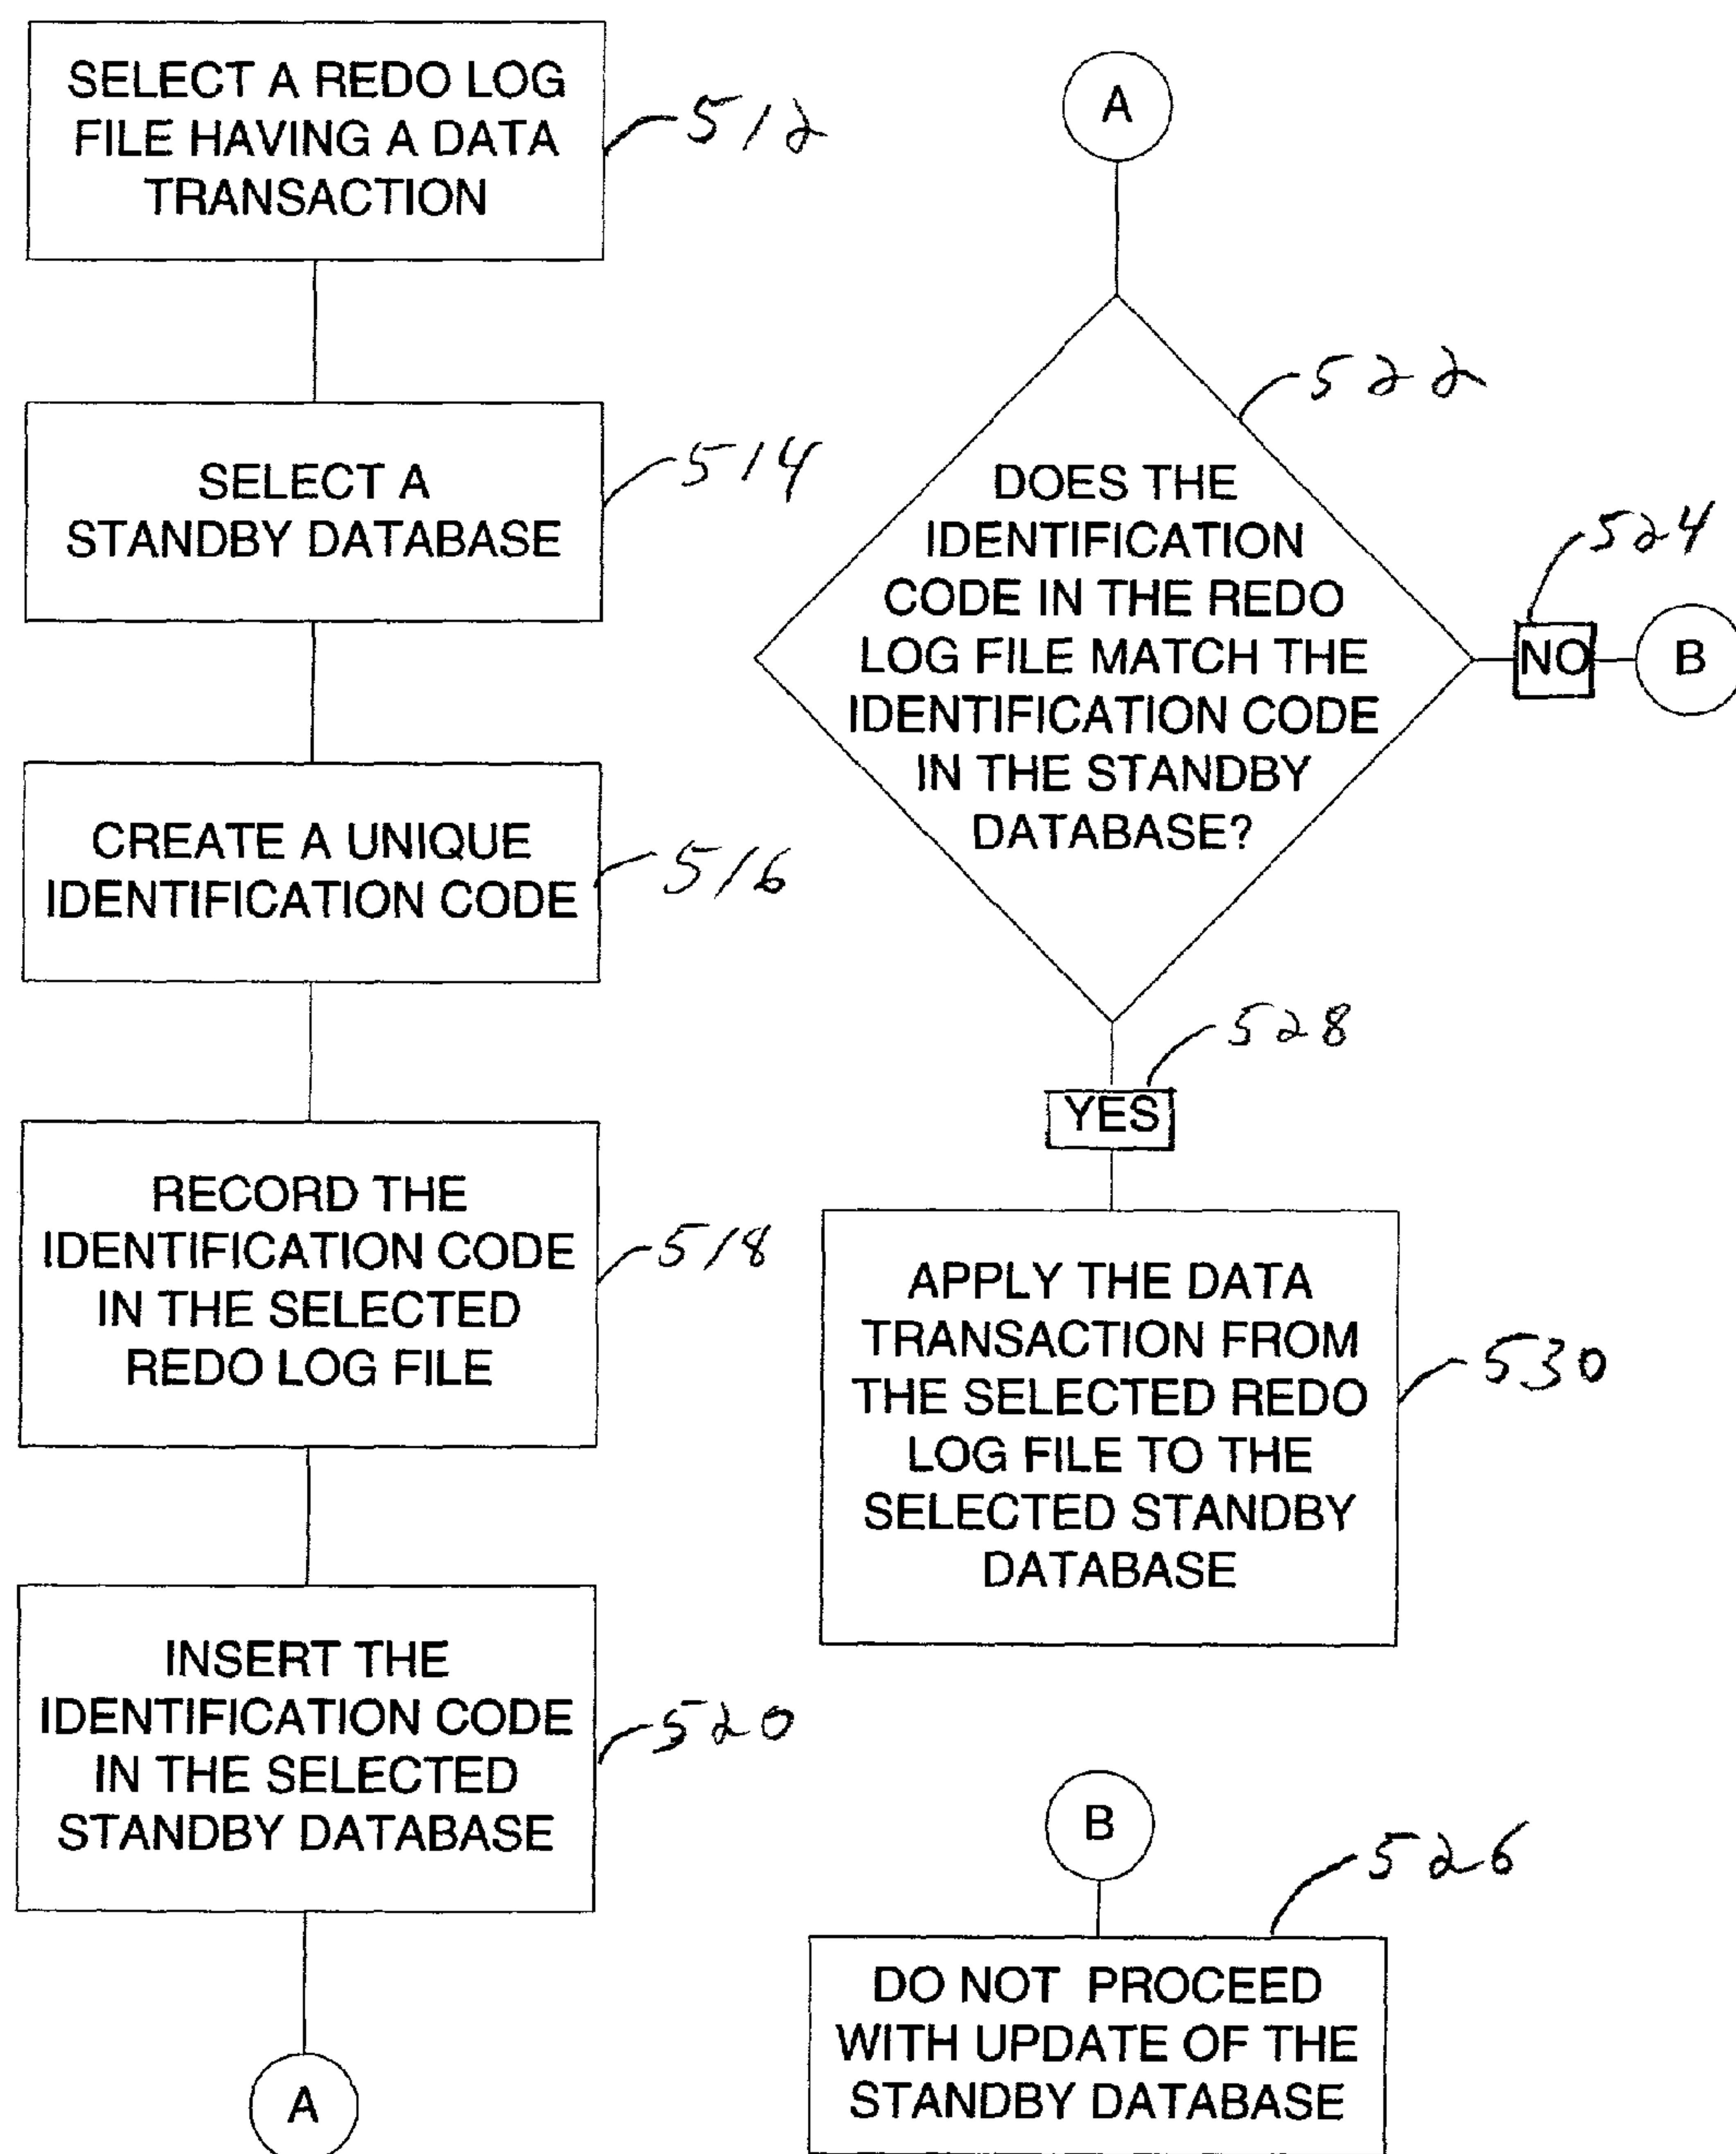 SELECT A REDO LOG
FILE HAVING A DATA
TRANSACTION
512
SELECT A
STANDBY DATABASE
514
CREATE A UNIQUE
IDENTIFICATION CODE
516
RECORD THE
IDENTIFICATION CODE
IN THE SELECTED
REDO LOG FILE
518
INSERT THE
IDENTIFICATION CODE
IN THE SELECTED
STANDBY DATABASE
520
A
A
522
DOES THE
IDENTIFICATION
CODE IN THE REDO
LOG FILE MATCH THE
IDENTIFICATION CODE
IN THE STANDBY
DATABASE?
524
NO
B
528
YES
APPLY THE DATA
TRANSACTION FROM
THE SELECTED REDO
LOG FILE TO THE
SELECTED STANDBY
DATABASE
530
B
526
DO NOT PROCEED
WITH UPDATE OF THE
STANDBY DATABASE